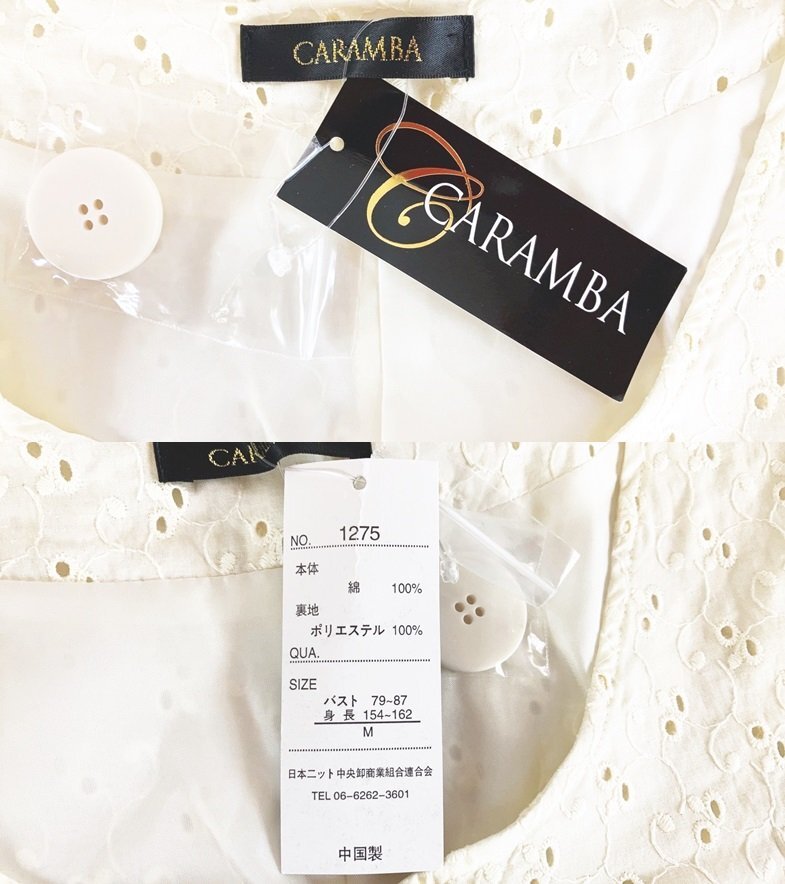 CARAMBA
CARAMBA
CAR
NO. 1275
本体
綿 100%
裏地
ポリエステル 100%
QUA.
SIZE
バスト 79~87
身長 154~162
M
日本ニット中央卸商業組合連合会
TEL 06-6262-3601
中国製